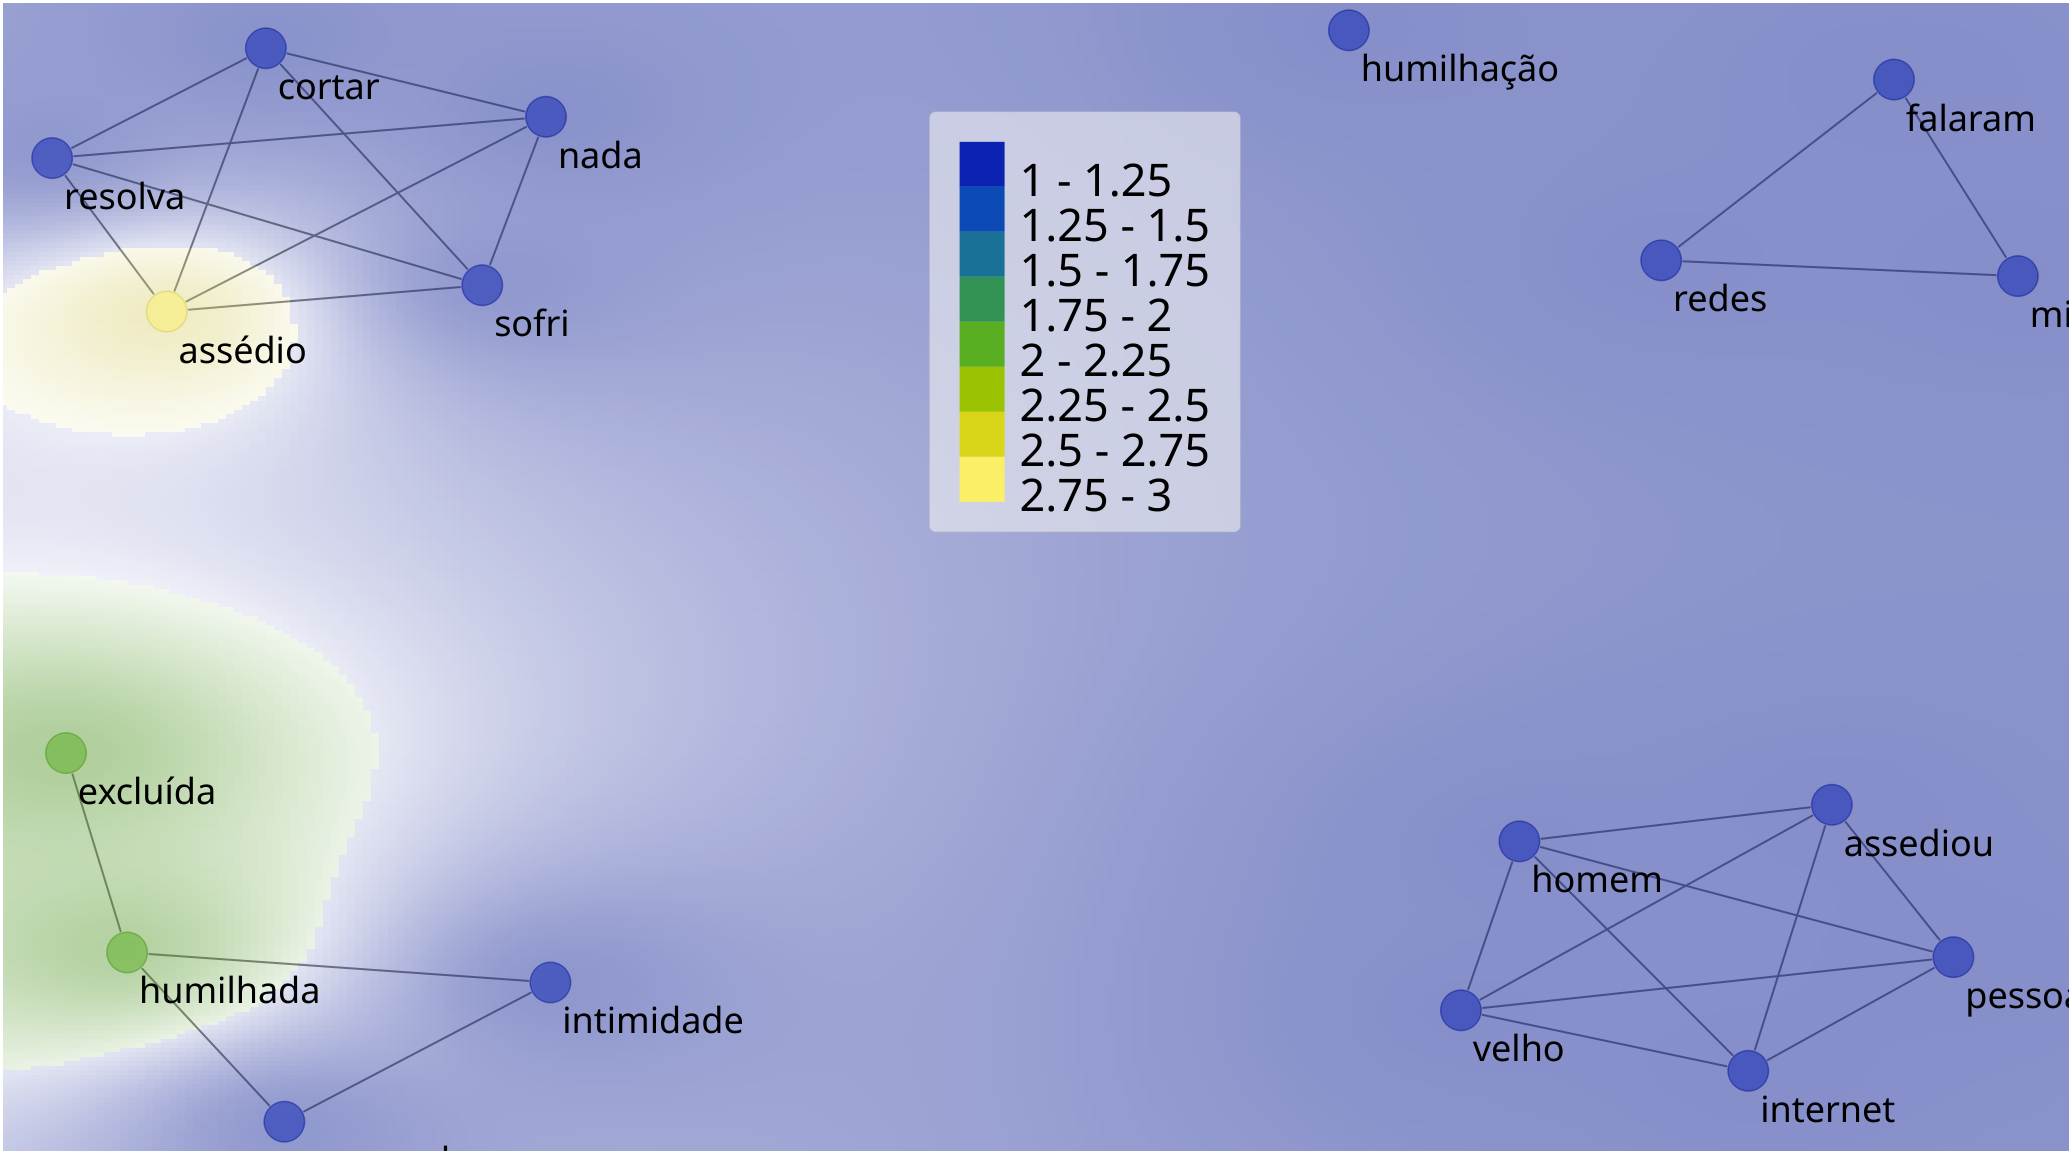 humilhação
cortar
falaram
nada
resolva
redes
sofri
assédio
1 - 1.25
1.25 - 1.5
1.5 - 1.75
1.75 - 2
2 - 2.25
2.25 - 2.5
2.5 - 2.75
2.75 - 3
excluída
assediou
homem
humilhada
intimidade
velho
internet